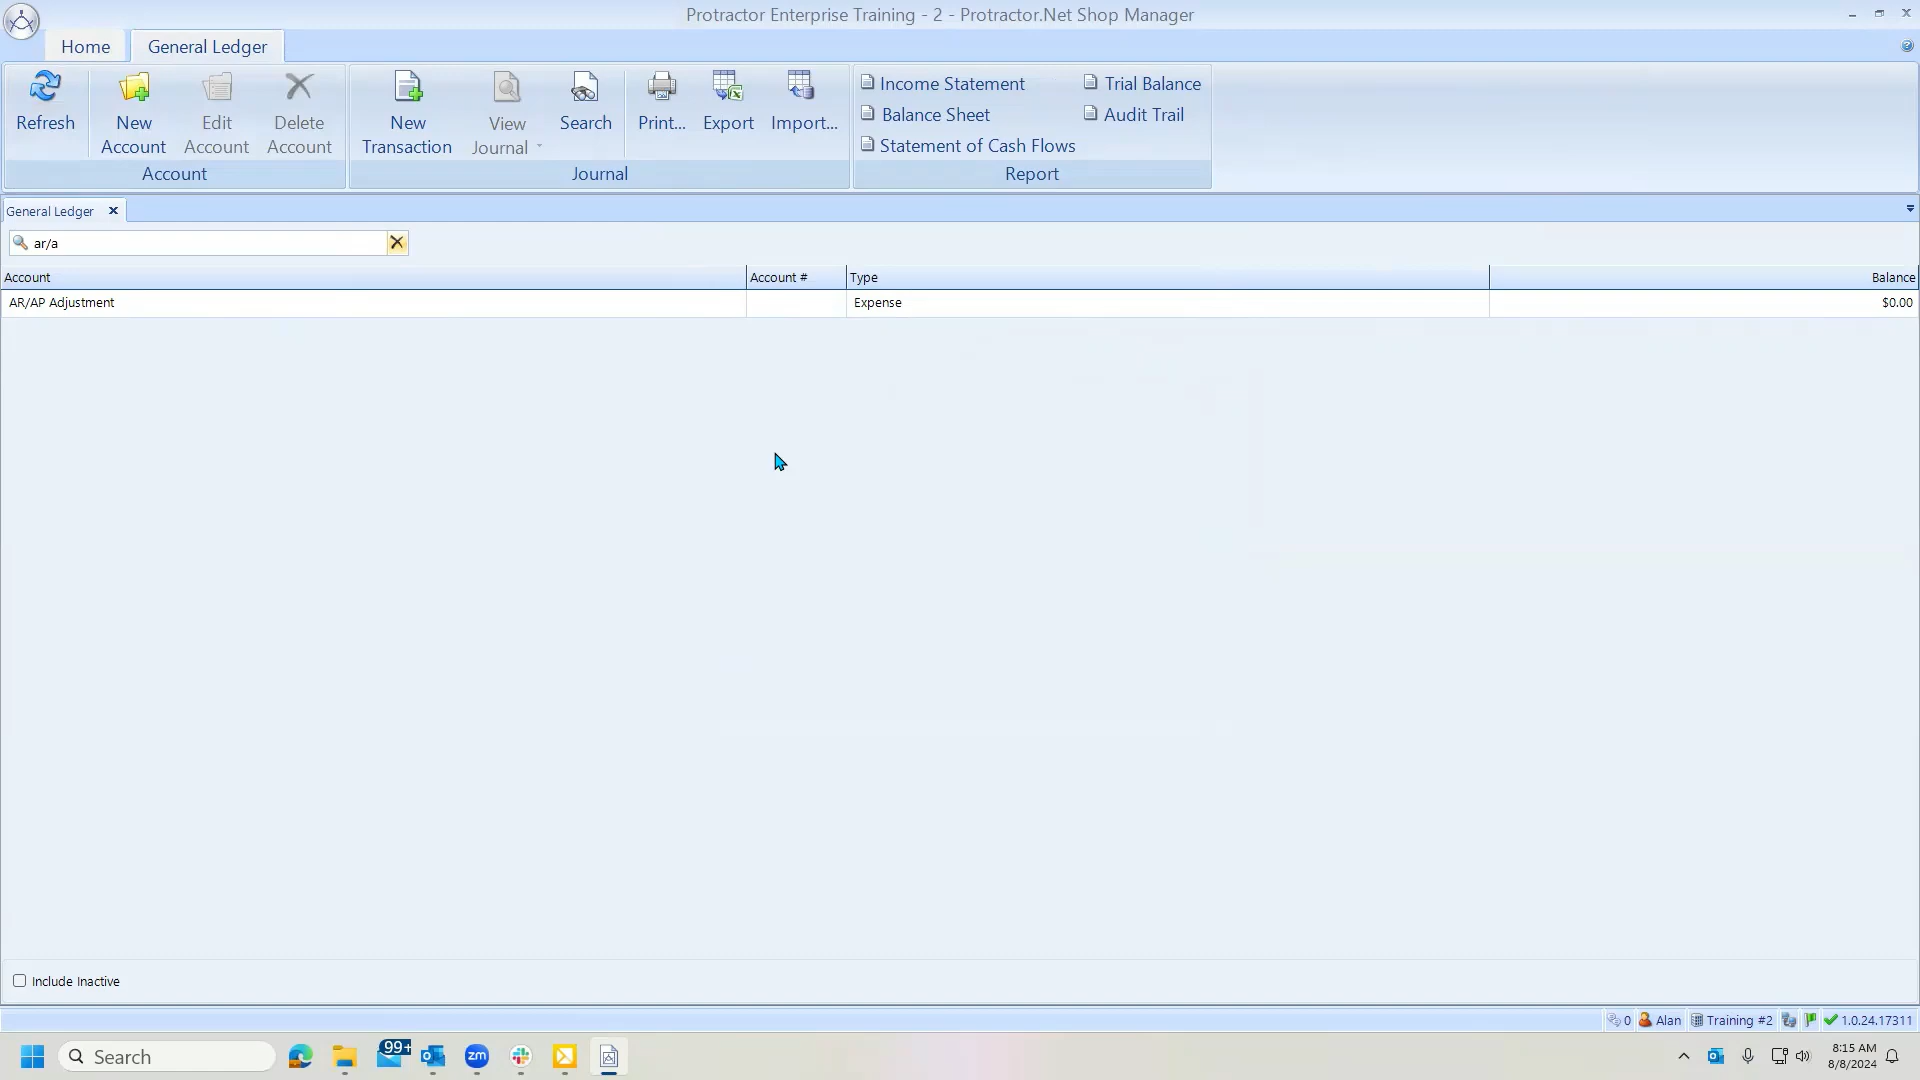 Protractor Enterprise Training - 2 - Protractor.Net Shop Manager
Home
General Ledger
Refresh
New
Account
Edit
Account
Delete
Account
Account
New
Transaction
View
Journal
Search
Print...
Export
Import...
Journal
Income Statement
Balance Sheet
Statement of Cash Flows
Trial Balance
Audit Trail
Report
General Ledger
ar/a
Account
Account #
Type
Balance
AR/AP Adjustment
Expense
$0.00
Include Inactive
0
Alan
Training #2
1.0.24.17311
Search
99+
zm
8:15 AM
8/8/2024